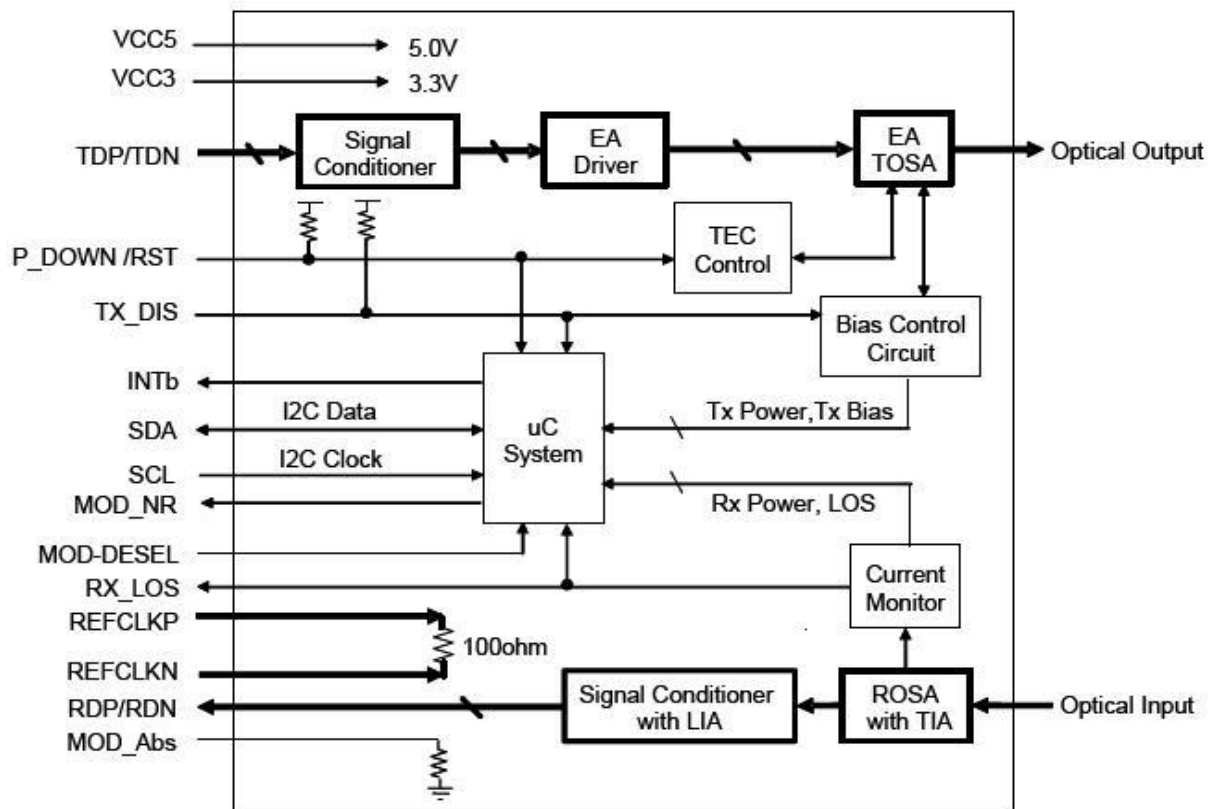 VCC5
5.0V
VCC3
3.3V
TDP/TDN
Signal
Conditioner
EA
Driver
EA
TOSA
Optical Output
P_DOWN /RST
TEC
Control
TX_DIS
Bias Control
Circuit
INTb
I2C Data
SDA
uC
System
Tx Power,Tx Bias
I2C Clock
SCL
MOD_NR
Rx Power, LOS
MOD-DESEL
RX_LOS
Current
Monitor
REFCLKP
100ohm
REFCLKN
RDP/RDN
Signal Conditioner
with LIA
ROSA
with TIA
Optical Input
MOD_Abs